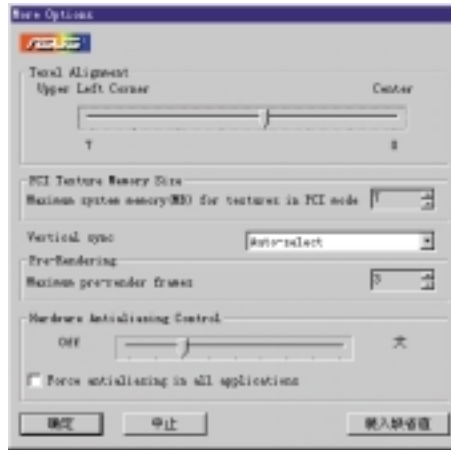 More Options
ASUS
Texel Alignment
Upper Left Corner Center
PCI Texture Memory Size
Maximum system memory(MB) for textures in PCI mode
Vertical sync Auto-select
Pre-Rendering
Maximum pre-render frames 3
Hardware Antialiasing Control
OFF 大
Force antialiasing in all applications
确定 中止 载入缺省值